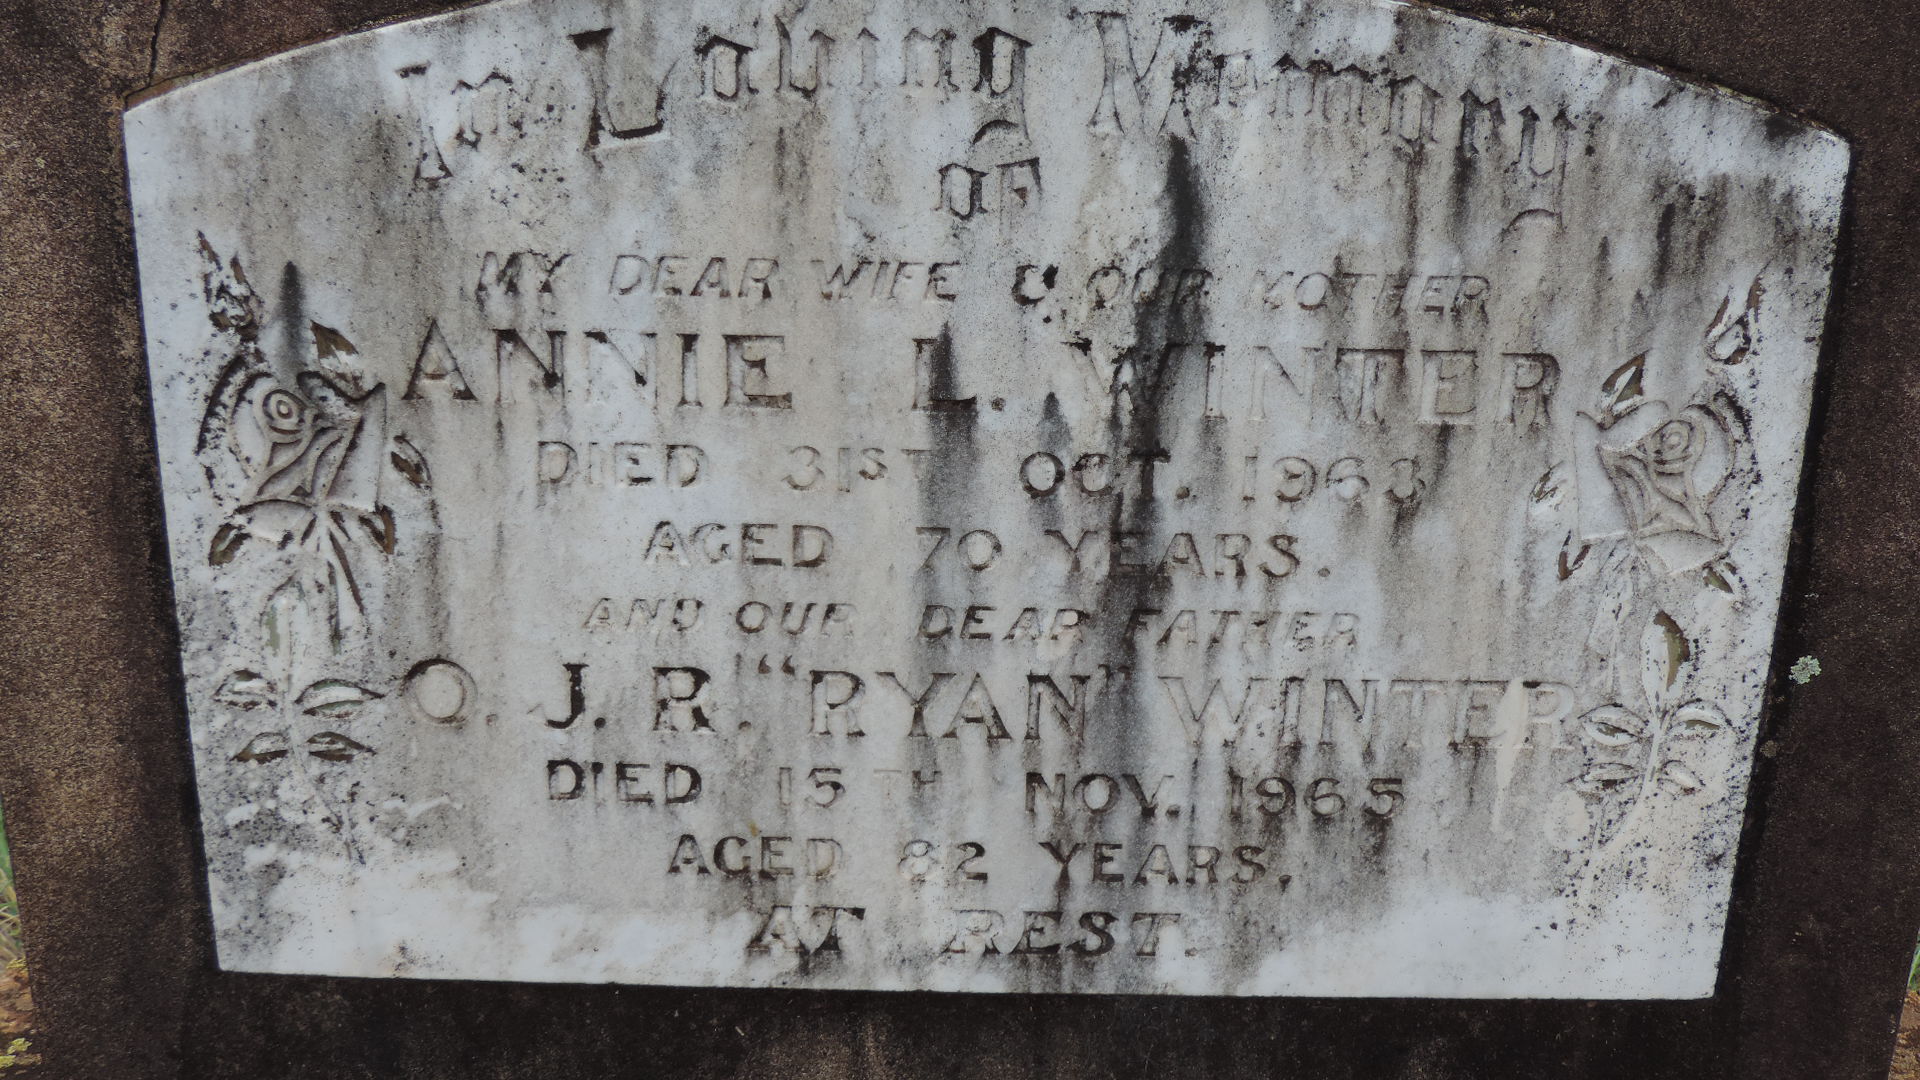 In Loving Memory
OF
MY DEAR WIFE & OUR MOTHER
ANNIE L. WINTER
DIED 31ST OCT. 1963
AGED 70 YEARS.
AND OUR DEAR FATHER
O. J. R. "RYAN" WINTER
DIED 15TH NOV. 1965
AGED 82 YEARS.
AT REST.